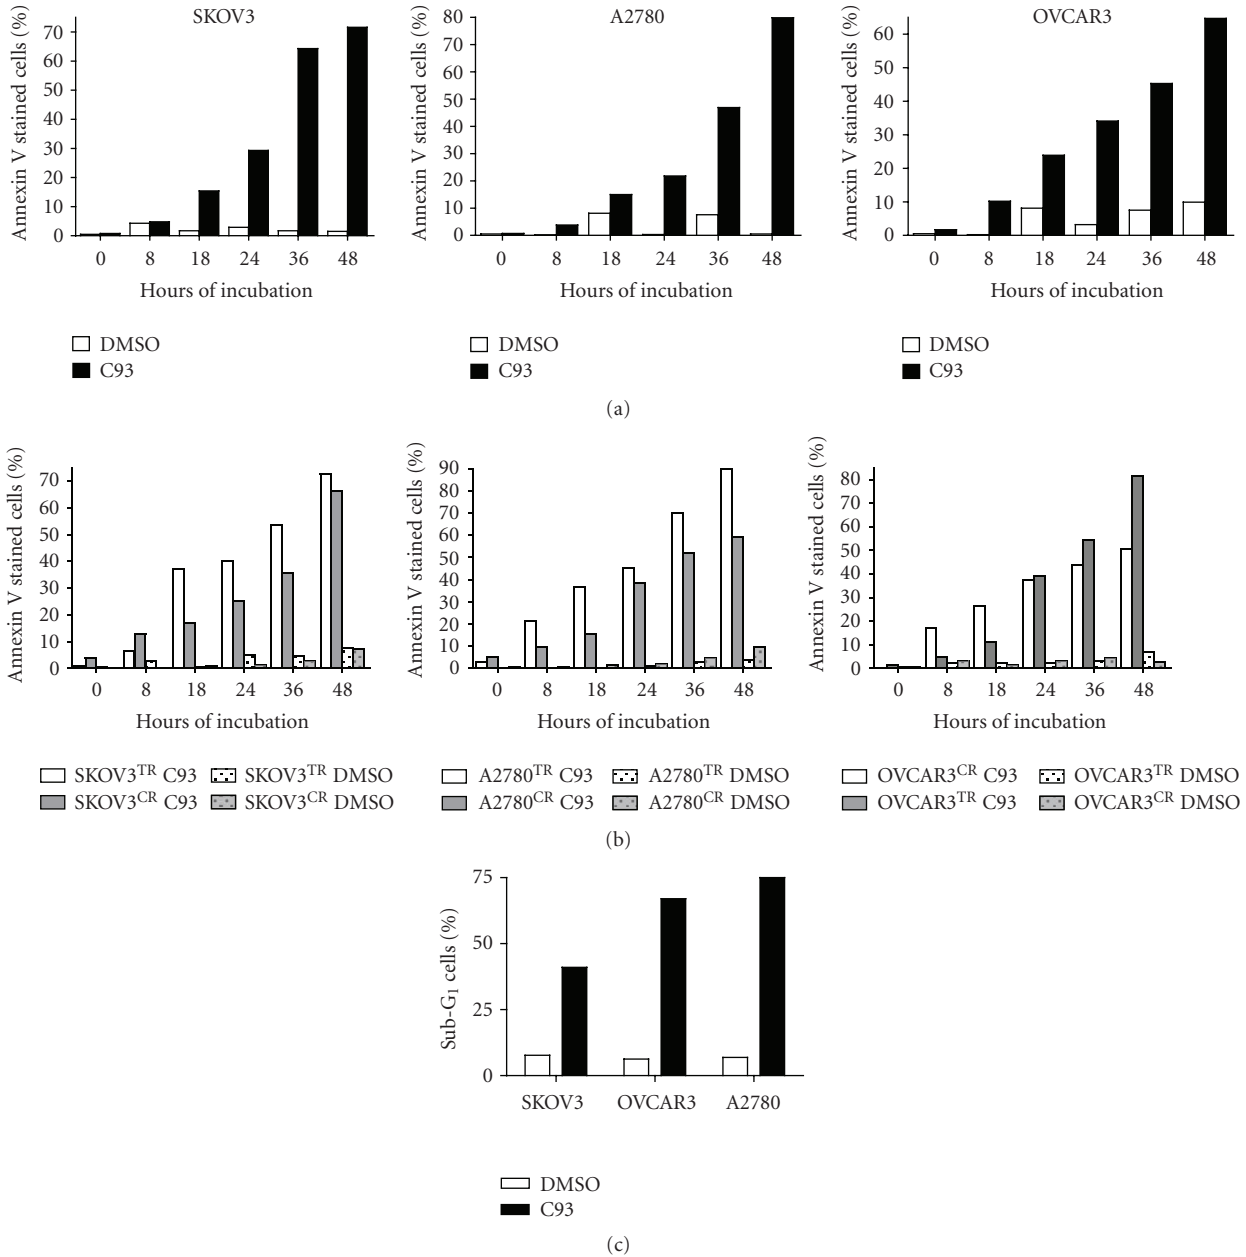 SKOV3
Annexin V stained cells (%)
70
60
50
40
30
20
10
0
0 8 18 24 36 48
Hours of incubation
DMSO
C93
A2780
Annexin V stained cells (%)
80
70
60
50
40
30
20
10
0
0 8 18 24 36 48
Hours of incubation
DMSO
C93
OVCAR3
Annexin V stained cells (%)
60
50
40
30
20
10
0
0 8 18 24 36 48
Hours of incubation
DMSO
C93
(a)
Annexin V stained cells (%)
70
60
50
40
30
20
10
0
0 8 18 24 36 48
Hours of incubation
SKOV3TR C93 SKOV3TR DMSO
SKOV3CR C93 SKOV3CR DMSO
Annexin V stained cells (%)
90
80
70
60
50
40
30
20
10
0
0 8 18 24 36 48
Hours of incubation
A2780TR C93 A2780TR DMSO
A2780CR C93 A2780CR DMSO
Annexin V stained cells (%)
80
70
60
50
40
30
20
10
0
0 8 18 24 36 48
Hours of incubation
OVCAR3CR C93 OVCAR3TR DMSO
OVCAR3TR C93 OVCAR3CR DMSO
(b)
Sub-G1 cells (%)
75
50
25
0
SKOV3 OVCAR3 A2780
DMSO
C93
(c)